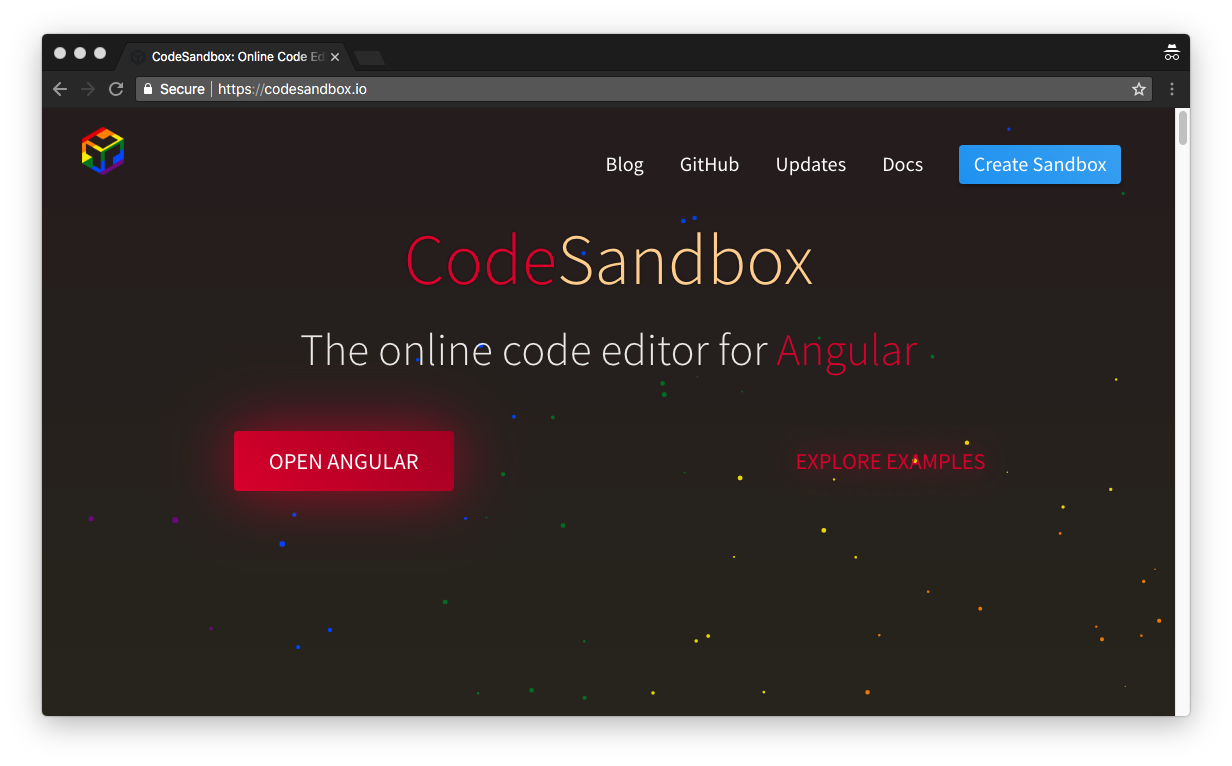 CodeSandbox: Online Code Ed
Secure | https://codesandbox.io
Blog GitHub Updates Docs Create Sandbox
CodeSandbox
The online code editor for Angular
OPEN ANGULAR EXPLORE EXAMPLES